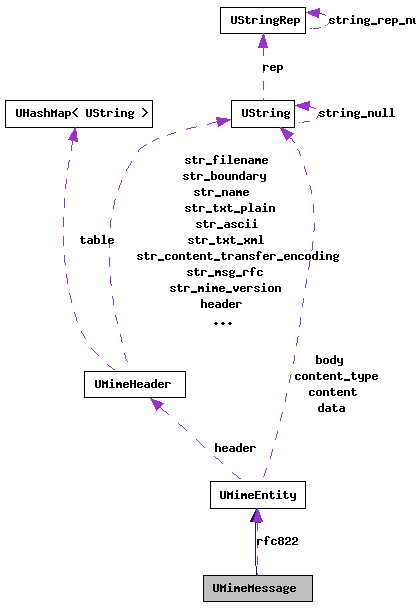 UStringRep
string_rep_nu
rep
UHashMap< UString >
UString
string_null
str_filename
str_boundary
str_name
str_txt_plain
str_ascii
str_txt_xml
str_content_transfer_encoding
str_msg_rfc
str_mime_version
header
...
table
UMimeHeader
body
content_type
content
data
header
UMimeEntity
rfc822
UMimeMessage